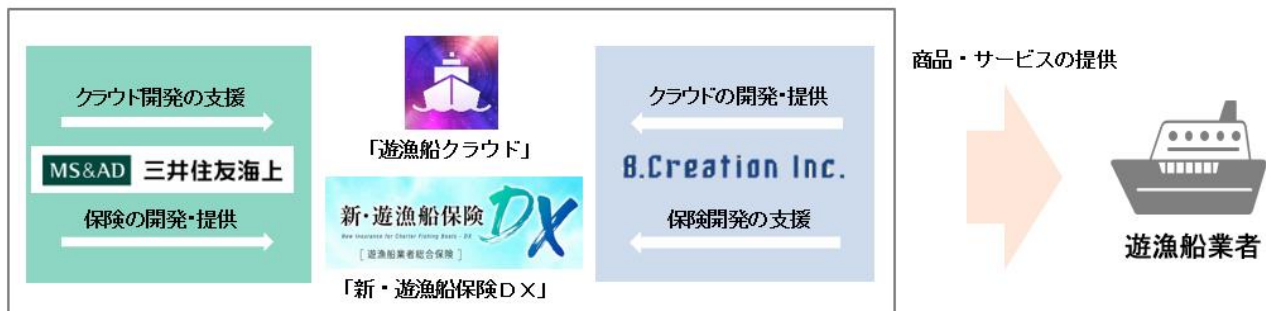 クラウド開発の支援
MS&AD 三井住友海上
保険の開発・提供
「遊漁船クラウド」
新・遊漁船保険DX
New Insurance for Charter Fishing Boats - DX
[遊漁船業者総合保険]
「新・遊漁船保険DX」
クラウドの開発・提供
B.Creation Inc.
保険開発の支援
商品・サービスの提供
遊漁船業者